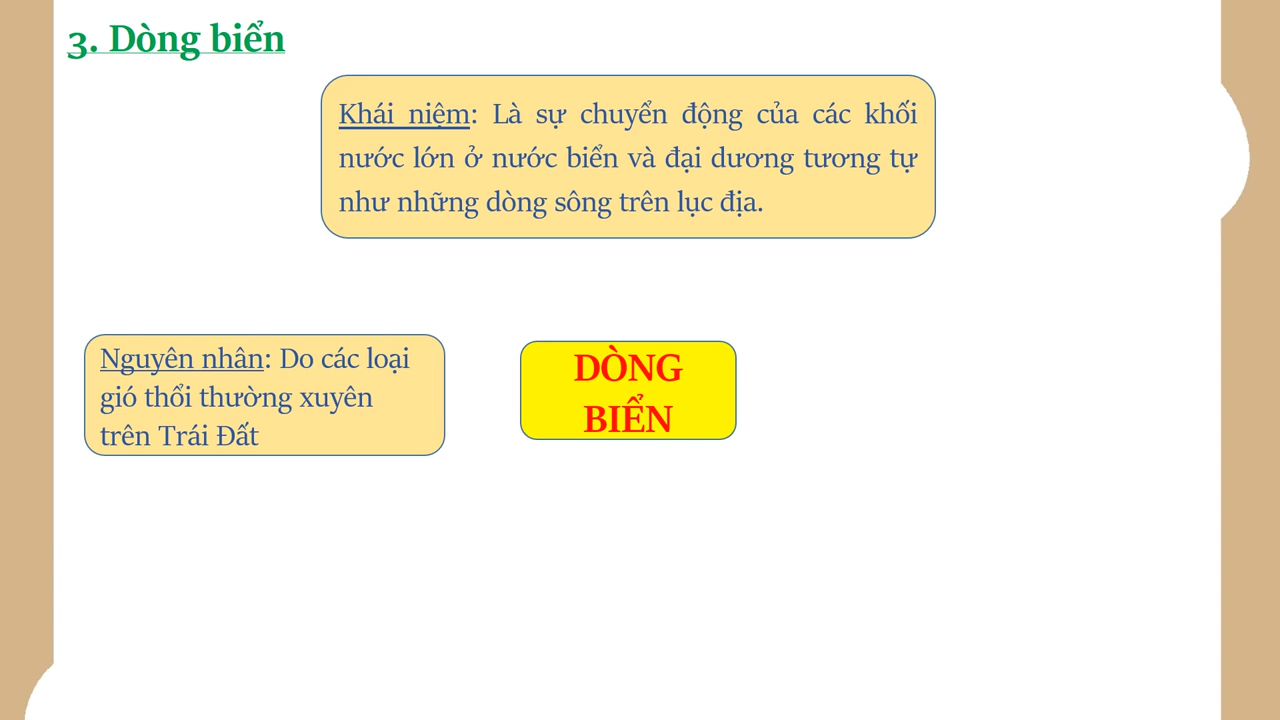 3. Dòng biển
Khái niệm: Là sự chuyển động của các khối
nước lớn ở nước biển và đại dương tương tự
như những dòng sông trên lục địa.
Nguyên nhân: Do các loại
gió thổi thường xuyên
trên Trái Đất
DÒNG
BIỂN